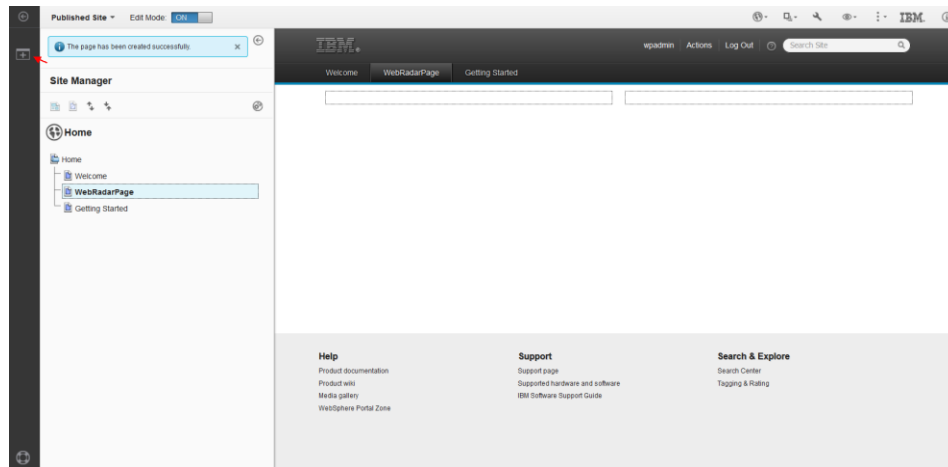 Published Site
Edit Mode: ON
IBM.
The page has been created successfully.
Site Manager
Home
Home
Welcome
WebRadarPage
Getting Started
IBM.
wpadmin Actions Log Out
Search Site
Welcome WebRadarPage Getting Started
Help
Product documentation
Product wiki
Media gallery
WebSphere Portal Zone
Support
Support page
Supported hardware and software
IBM Software Support Guide
Search & Explore
Search Center
Tagging & Rating